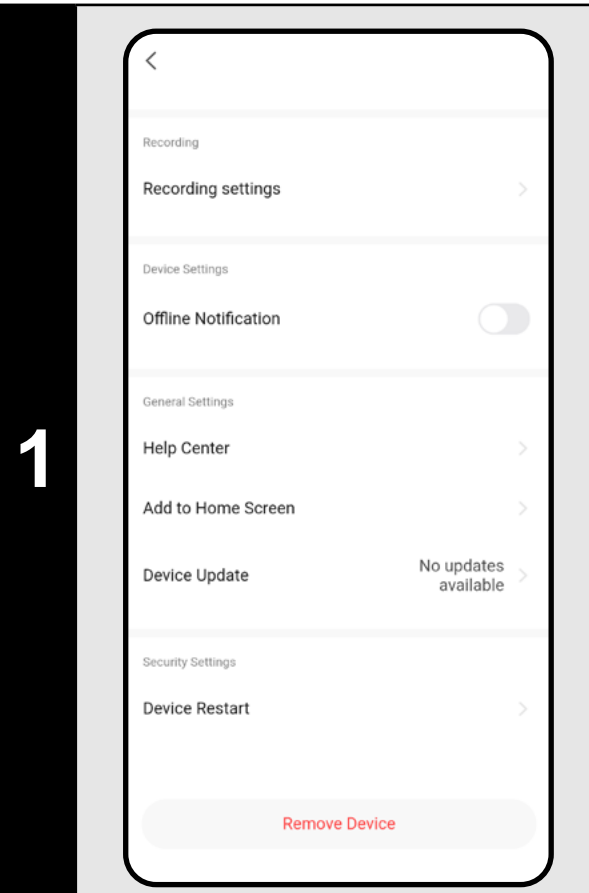 Recording
Recording settings
Device Settings
Offline Notification
General Settings
1
Help Center
Add to Home Screen
Device Update
No updates
available
Security Settings
Device Restart
Remove Device